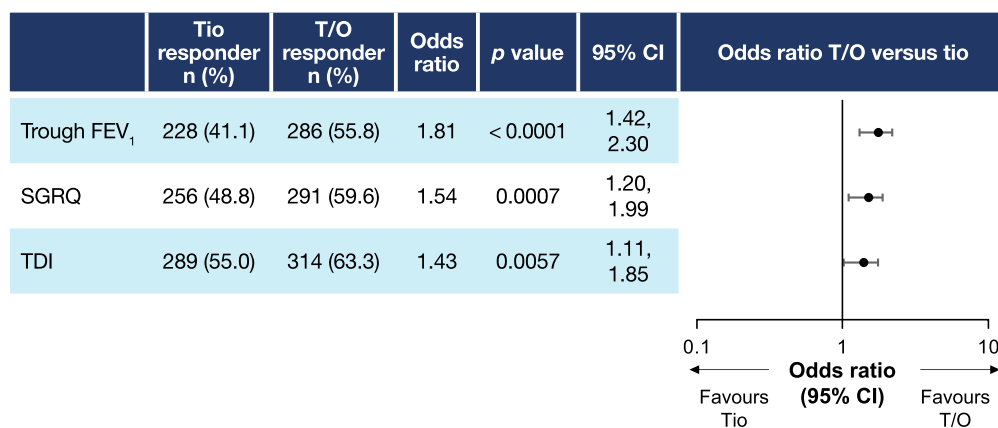 Tio responder n (%)
T/O responder n (%)
Odds ratio
p value
95% CI
Odds ratio T/O versus tio
Trough FEV1
228 (41.1)
286 (55.8)
1.81
< 0.0001
1.42,
2.30
SGRQ
256 (48.8)
291 (59.6)
1.54
0.0007
1.20,
1.99
TDI
289 (55.0)
314 (63.3)
1.43
0.0057
1.11,
1.85
0.1
1
10
Odds ratio
(95% CI)
Favours
Tio
Favours
T/O